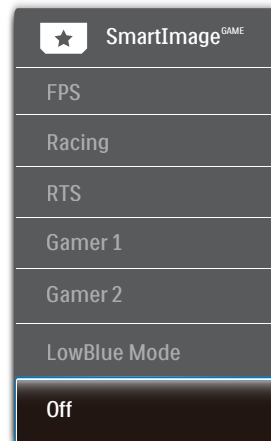 SmartImageGAME
FPS
Racing
RTS
Gamer 1
Gamer 2
LowBlue Mode
Off